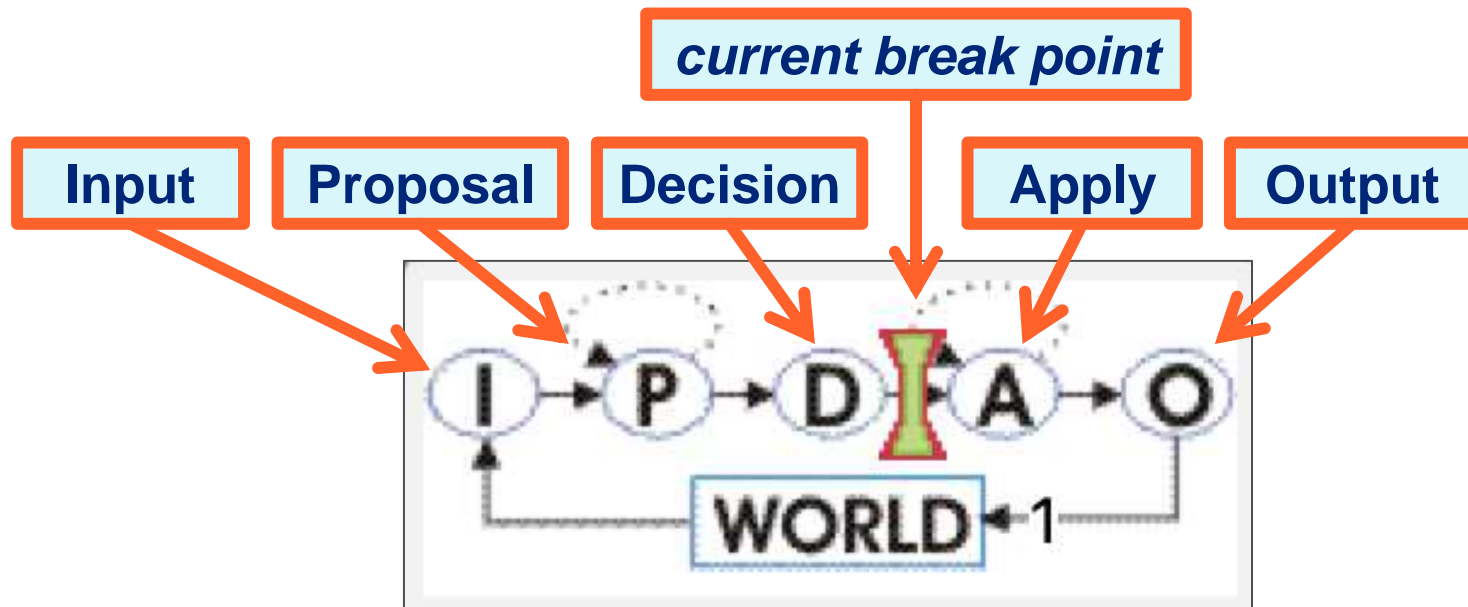 current break point
Input Proposal Decision Apply Output
I P D A O
WORLD 1